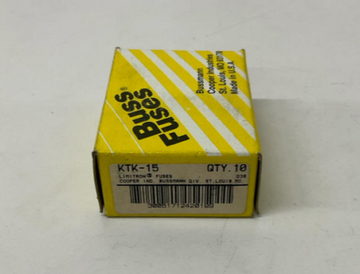 Buss
Fuses
Bussmann
Cooper Industries
St. Louis, MO
Made in U.S.A.
KTK-15 QTY.10
LIMITRON FUSES
COOPER IND. BUSSMANN DIV. ST.LOUIS MO.